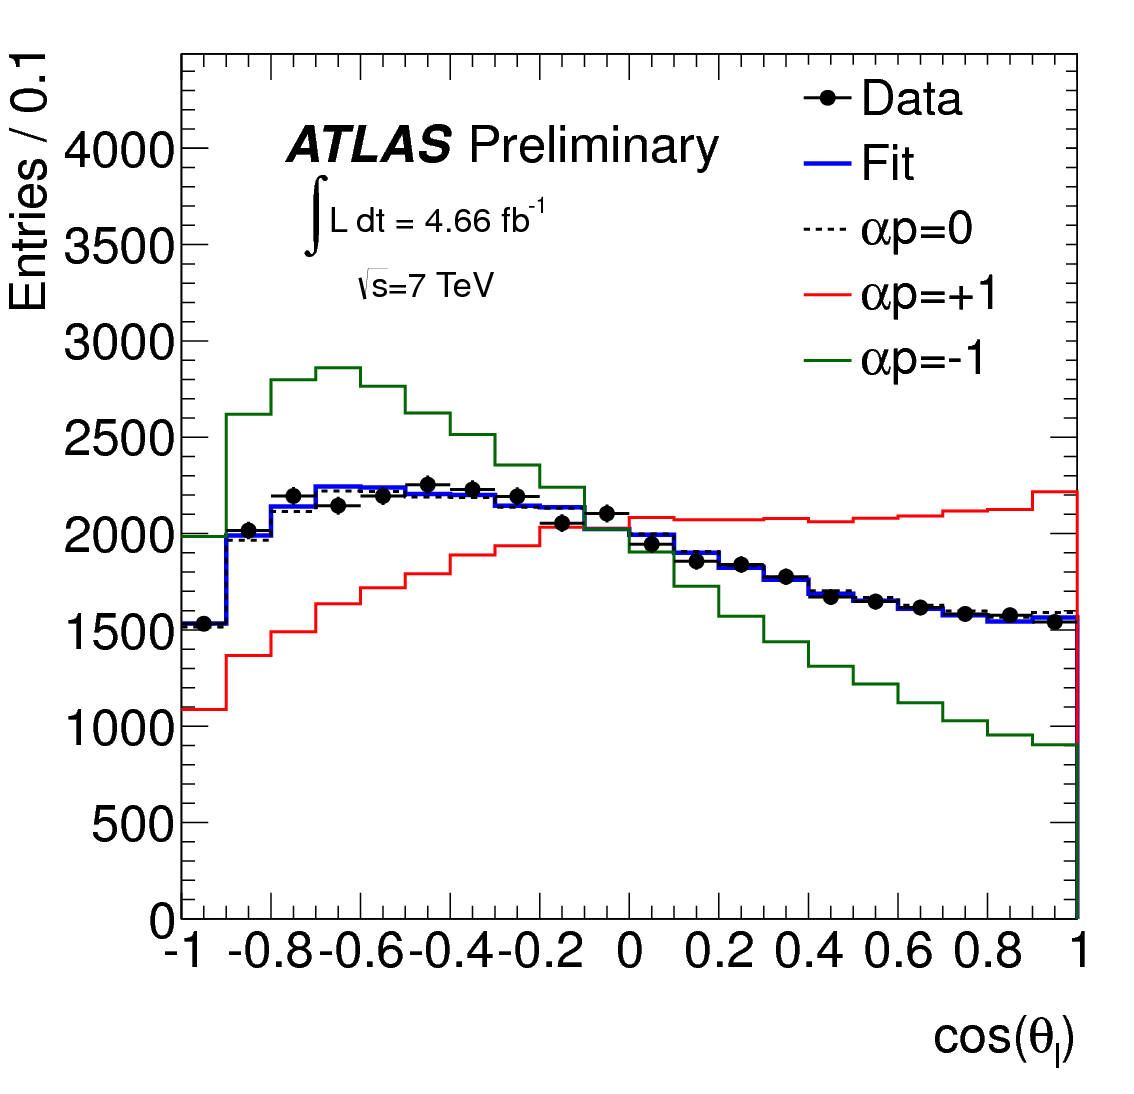 Entries / 0.1
ATLAS Preliminary
∫L dt = 4.66 fb⁻¹
√s=7 TeV
Data
Fit
αp=0
αp=+1
αp=-1
4000
3500
3000
2500
2000
1500
1000
500
0
-1 -0.8 -0.6 -0.4 -0.2 0 0.2 0.4 0.6 0.8 1
cos(θₗ)